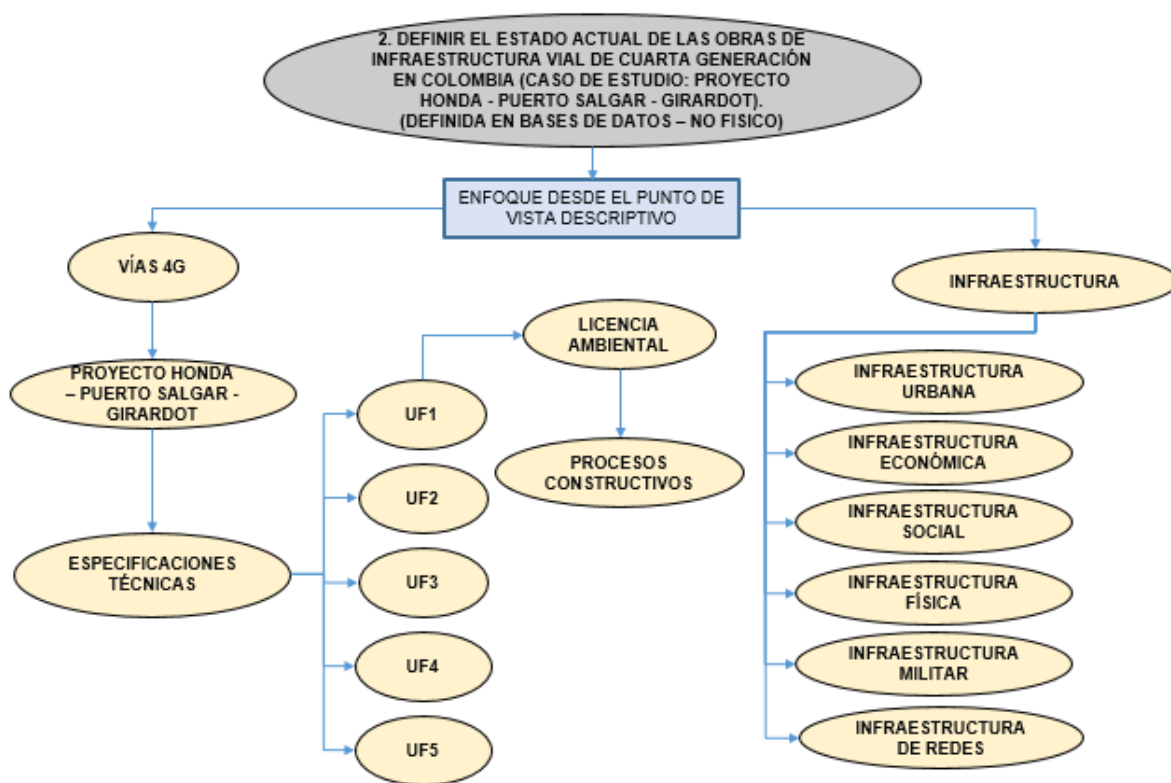 2. DEFINIR EL ESTADO ACTUAL DE LAS OBRAS DE
INFRAESTRUCTURA VIAL DE CUARTA GENERACIÓN
EN COLOMBIA (CASO DE ESTUDIO: PROYECTO
HONDA - PUERTO SALGAR - GIRARDOT).
(DEFINIDA EN BASES DE DATOS – NO FISICO)
ENFOQUE DESDE EL PUNTO DE
VISTA DESCRIPTIVO
VÍAS 4G
PROYECTO HONDA
– PUERTO SALGAR -
GIRARDOT
ESPECIFICACIONES
TÉCNICAS
UF1
UF2
UF3
UF4
UF5
LICENCIA
AMBIENTAL
PROCESOS
CONSTRUCTIVOS
INFRAESTRUCTURA
INFRAESTRUCTURA
URBANA
INFRAESTRUCTURA
ECONÓMICA
INFRAESTRUCTURA
SOCIAL
INFRAESTRUCTURA
FÍSICA
INFRAESTRUCTURA
MILITAR
INFRAESTRUCTURA
DE REDES